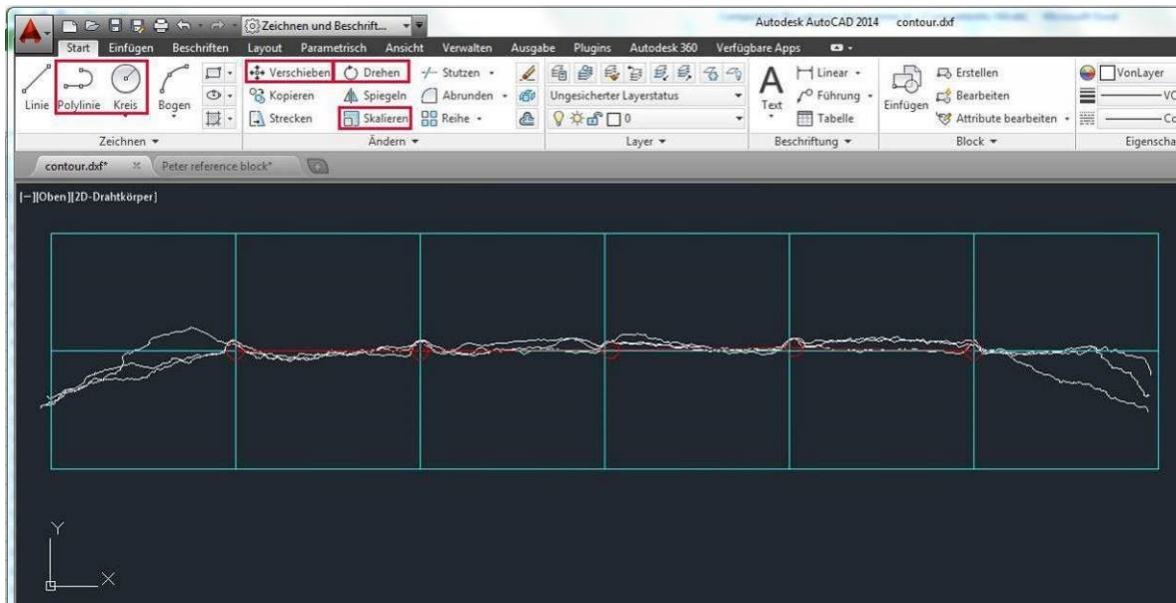 Zeichnen und Beschrift...
Autodesk AutoCAD 2014 contour.dxf
Start Einfügen Beschriften Layout Parametrisch Ansicht Verwalten Ausgabe Plugins Autodesk 360 Verfügbare Apps
Linie Polylinie Kreis Bogen
Verschieben Drehen Stutzen
Kopieren Spiegeln Abrunden
Strecken Skalieren Reihe
Ungesicherter Layerstatus
0
Text
Linear
Führung
Tabelle
Einfügen
Erstellen
Bearbeiten
Attribute bearbeiten
VonLayer
VO
Co
Zeichnen Ändern Layer Beschriftung Block Eigenscha
contour.dxf* Peter reference block*
[−][Oben][2D-Drahtkörper]
Y
X